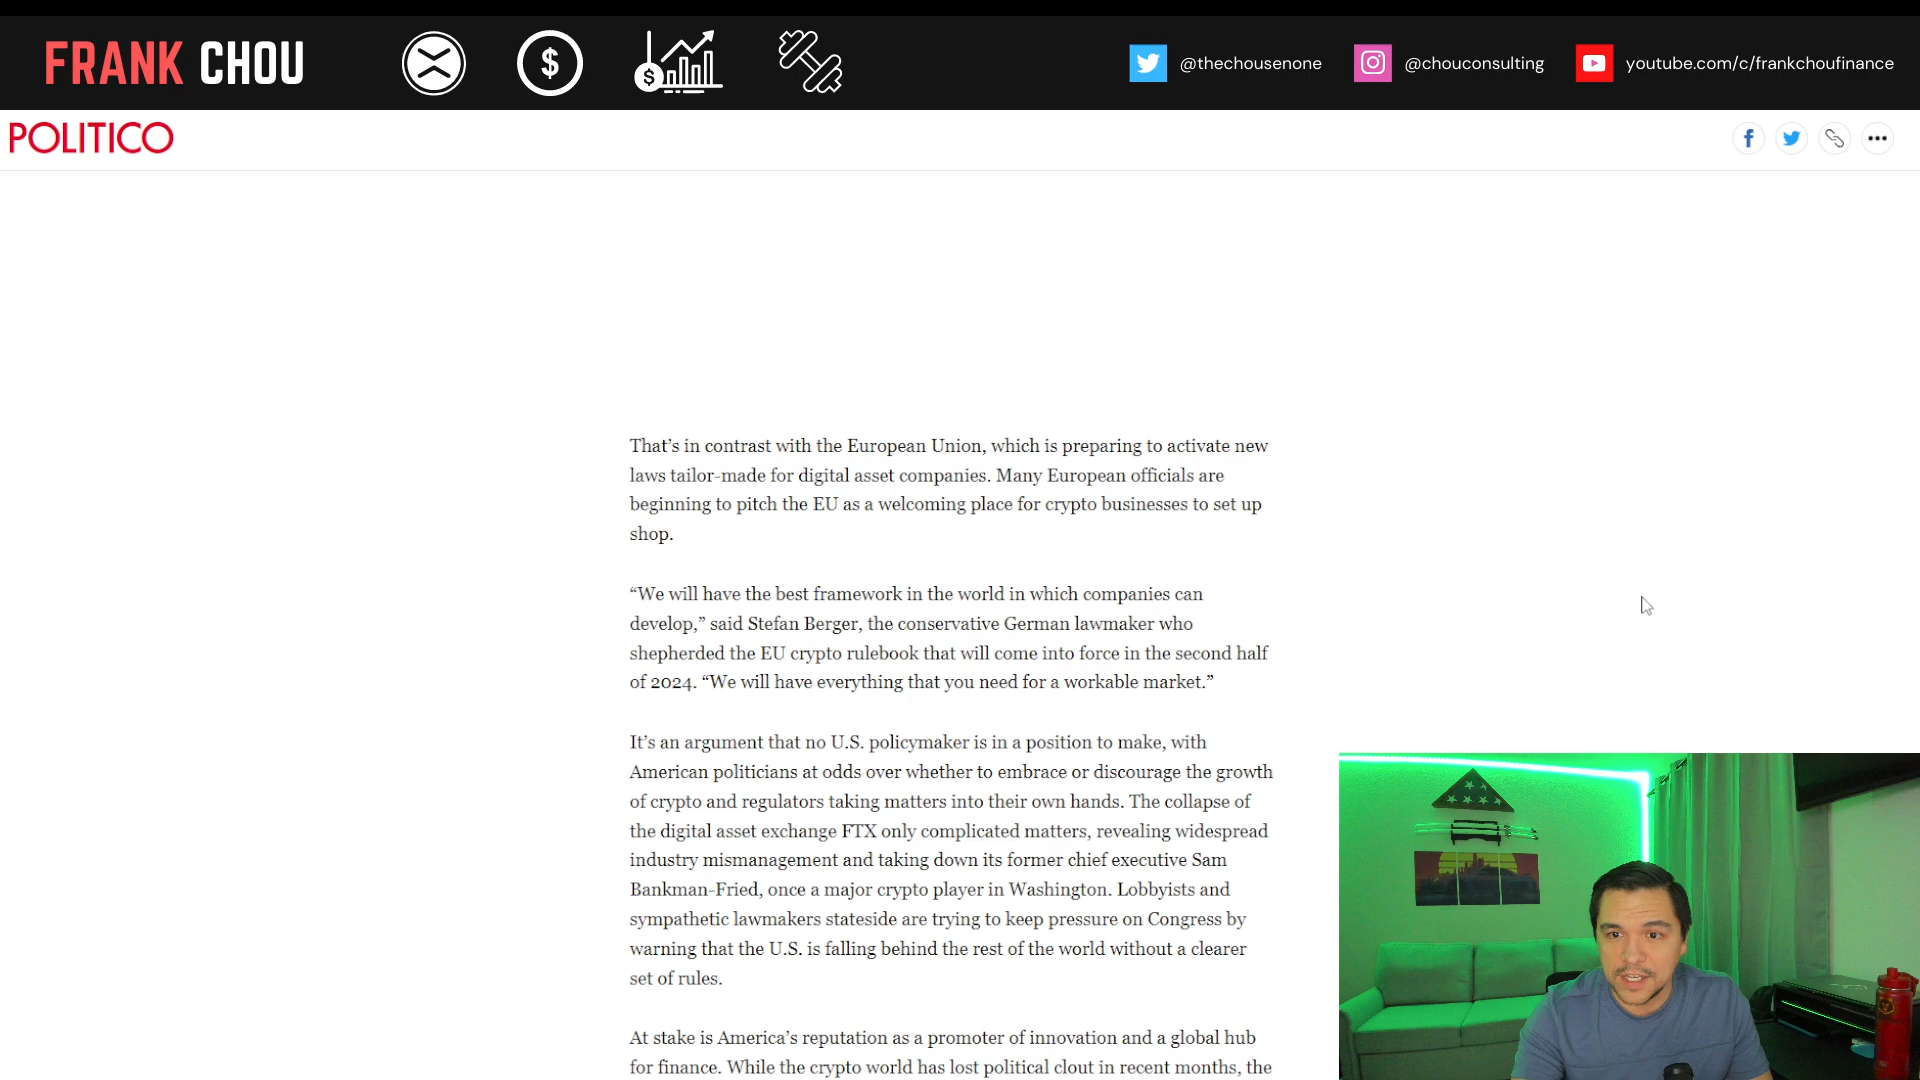 FRANK CHOU
@thechousenone
@chouconsulting
youtube.com/c/frankchoufinance
POLITICO
That’s in contrast with the European Union, which is preparing to activate new
laws tailor-made for digital asset companies. Many European officials are
beginning to pitch the EU as a welcoming place for crypto businesses to set up
shop.
“We will have the best framework in the world in which companies can
develop,” said Stefan Berger, the conservative German lawmaker who
shepherded the EU crypto rulebook that will come into force in the second half
of 2024. “We will have everything that you need for a workable market.”
It’s an argument that no U.S. policymaker is in a position to make, with
American politicians at odds over whether to embrace or discourage the growth
of crypto and regulators taking matters into their own hands. The collapse of
the digital asset exchange FTX only complicated matters, revealing widespread
industry mismanagement and taking down its former chief executive Sam
Bankman-Fried, once a major crypto player in Washington. Lobbyists and
sympathetic lawmakers stateside are trying to keep pressure on Congress by
warning that the U.S. is falling behind the rest of the world without a clearer
set of rules.
At stake is America’s reputation as a promoter of innovation and a global hub
for finance. While the crypto world has lost political clout in recent months, the